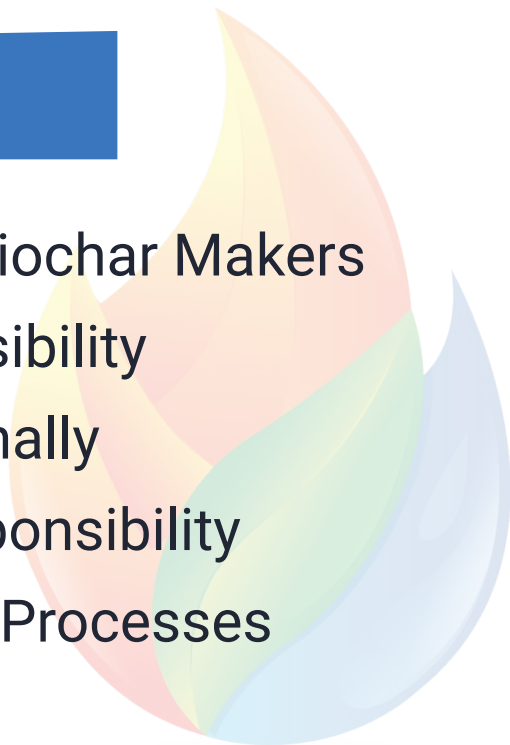 iochar Makers
sibility
nally
ponsibility
Processes